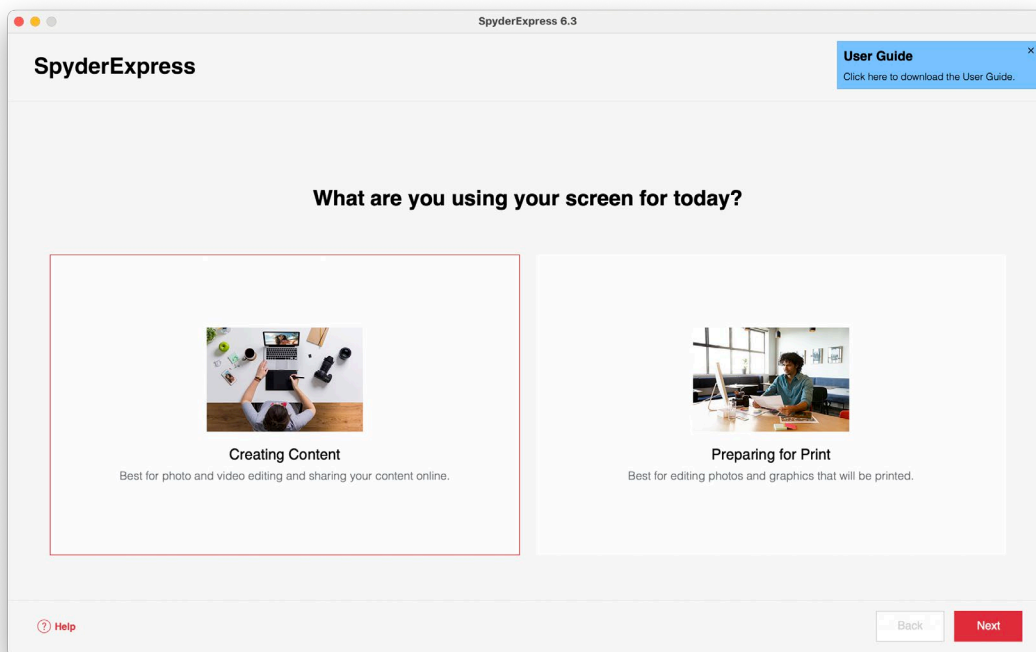 SpyderExpress 6.3
SpyderExpress
User Guide
×
Click here to download the User Guide.
What are you using your screen for today?
Creating Content
Best for photo and video editing and sharing your content online.
Preparing for Print
Best for editing photos and graphics that will be printed.
? Help
Back
Next